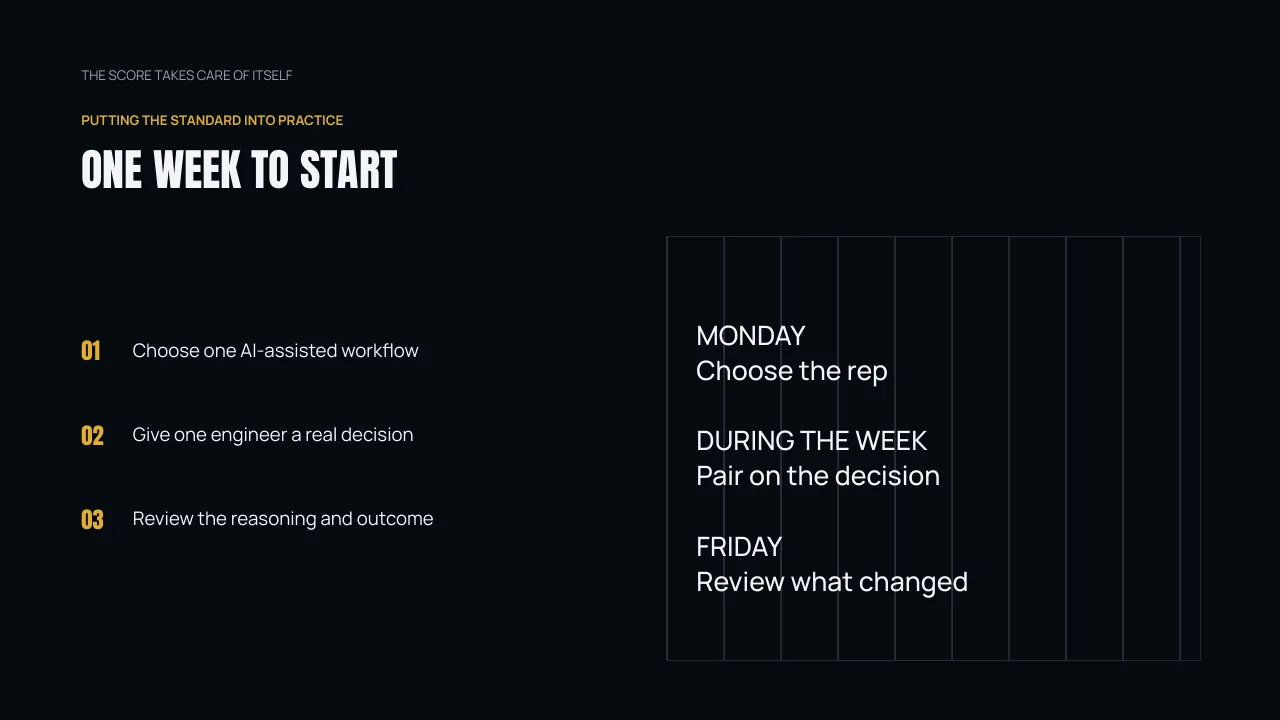 THE SCORE TAKES CARE OF ITSELF
PUTTING THE STANDARD INTO PRACTICE
ONE WEEK TO START
01 Choose one AI-assisted workflow
02 Give one engineer a real decision
03 Review the reasoning and outcome
MONDAY
Choose the rep
DURING THE WEEK
Pair on the decision
FRIDAY
Review what changed